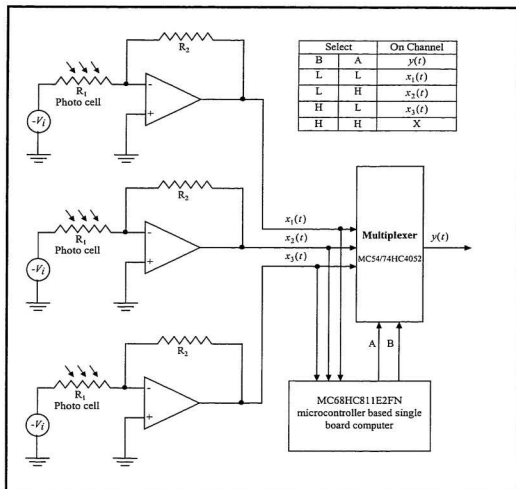 R2
R1
Photo cell
-Vi
-
+
Select On Channel
B A y(t)
L L x1(t)
L H x2(t)
H L x3(t)
H H X
R2
R1
Photo cell
-Vi
-
+
x1(t)
x2(t)
x3(t)
Multiplexer
MC54/74HC4052
y(t)
A B
R2
R1
Photo cell
-Vi
-
+
MC68HC811E2FN
microcontroller based single
board computer